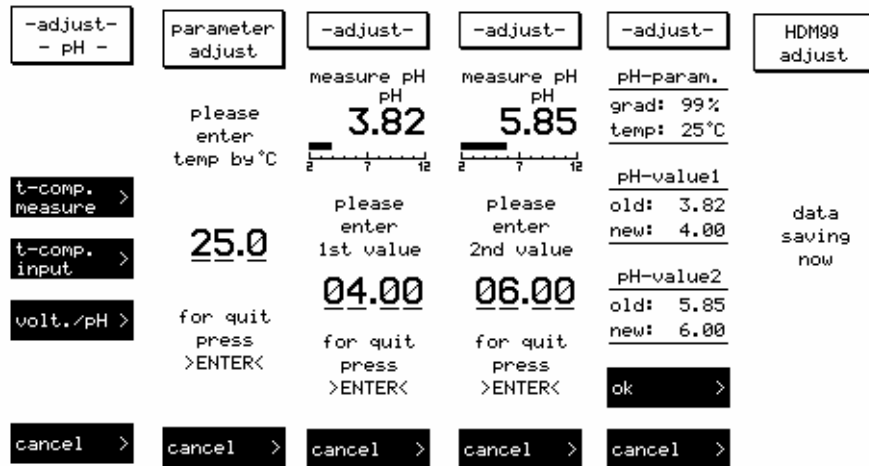 -adjust-
- pH -
t-comp. >
measure
t-comp. >
input
volt./pH >
cancel >
parameter
adjust
please
enter
temp by°C
25.0
for quit
press
>ENTER<
cancel >
-adjust-
measure pH
pH
3.82
2 7 12
please
enter
1st value
04.00
for quit
press
>ENTER<
cancel >
-adjust-
measure pH
pH
5.85
2 7 12
please
enter
2nd value
06.00
for quit
press
>ENTER<
cancel >
-adjust-
pH-param.
grad: 99%
temp: 25°C
pH-value1
old: 3.82
new: 4.00
pH-value2
old: 5.85
new: 6.00
ok >
cancel >
HDM99
adjust
data
saving
now